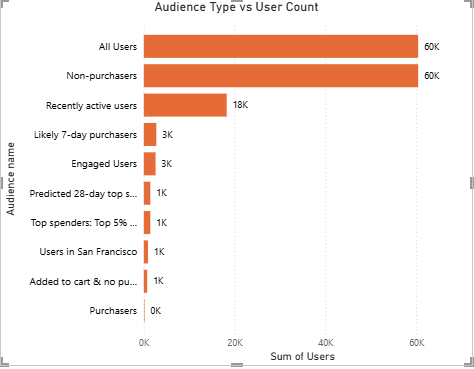 Audience Type vs User Count
Audience name
All Users 60K
Non-purchasers 60K
Recently active users 18K
Likely 7-day purchasers 3K
Engaged Users 3K
Predicted 28-day top s... 1K
Top spenders: Top 5% ... 1K
Users in San Francisco 1K
Added to cart & no pu... 1K
Purchasers 0K
0K 20K 40K 60K
Sum of Users